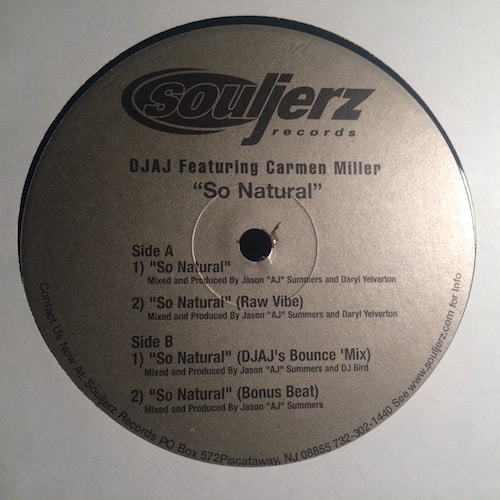 souljerz
records
DJAJ Featuring Carmen Miller
"So Natural"
Side A
1) "So Natural"
Mixed and Produced By Jason "AJ" Summers and Daryl Yelverton
2) "So Natural" (Raw Vibe)
Mixed and Produced By Jason "AJ" Summers and Daryl Yelverton
Side B
1) "So Natural" (DJAJ's Bounce 'Mix)
Mixed and Produced By Jason "AJ" Summers and DJ Bird
2) "So Natural" (Bonus Beat)
Mixed and Produced By Jason "AJ" Summers
Contact Us Now At: Souljerz Records PO Box 572Piscataway, NJ 08855 732-302-1440 See www.souljerz.com for Info